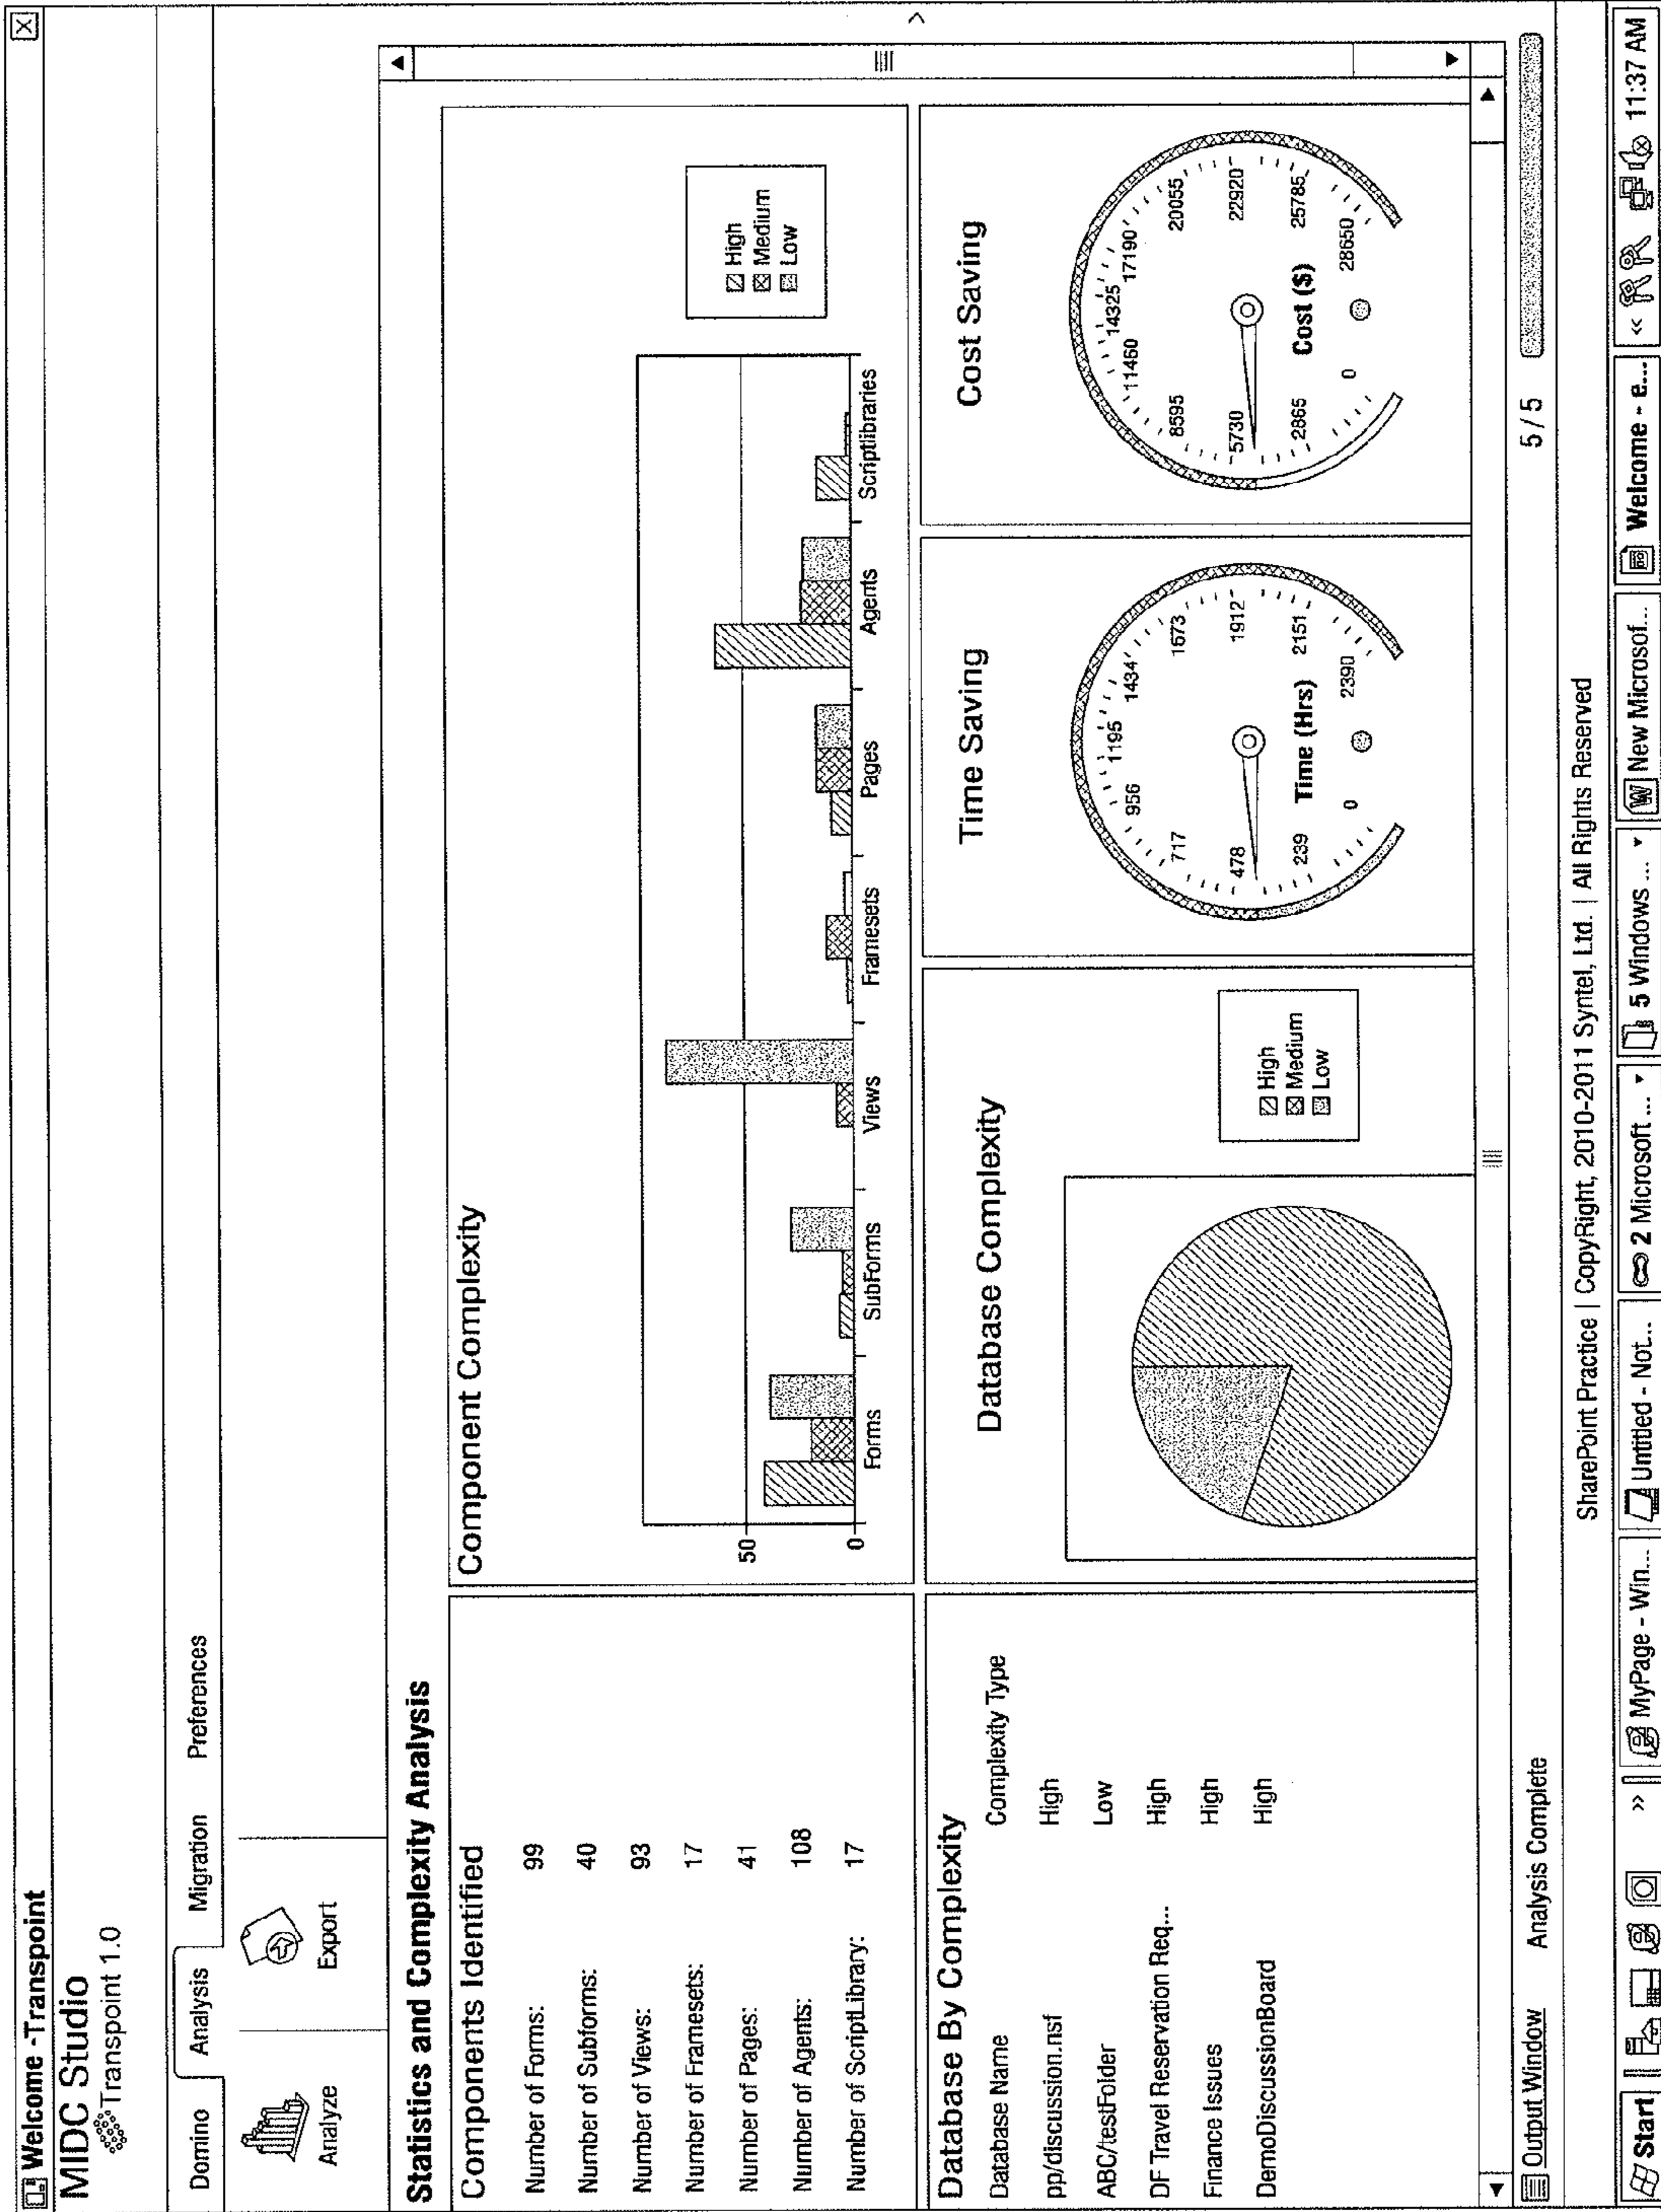 Welcome -Transpoint
MIDC Studio
Transpoint 1.0
Domino Analysis Migration Preferences
Analyze Export
Statistics and Complexity Analysis
Components Identified
Number of Forms: 99
Number of Subforms: 40
Number of Views: 93
Number of Framesets: 17
Number of Pages: 41
Number of Agents: 108
Number of ScriptLibrary: 17
Component Complexity
High
Medium
Low
50
0
Forms SubForms Views Framesets Pages Agents Scriptlibraries
Database By Complexity
Database Name Complexity Type
pp/discussion.nsf High
ABC/testFolder Low
DF Travel Reservation Req... High
Finance Issues High
DemoDiscussionBoard High
Database Complexity
High
Medium
Low
Time Saving
0 239 478 717 956 1195 1434 1673 1912 2151 2390
Time (Hrs)
Cost Saving
0 2865 5730 8595 11460 14325 17190 20055 22920 25785 28650
Cost ($)
Output Window Analysis Complete 5 / 5
SharePoint Practice | CopyRight, 2010-2011 Syntel, Ltd. | All Rights Reserved
Start » MyPage - Win... Untitled - Not... 2 Microsoft ... 5 Windows ... New Microsof... Welcome - e... « 11:37 AM